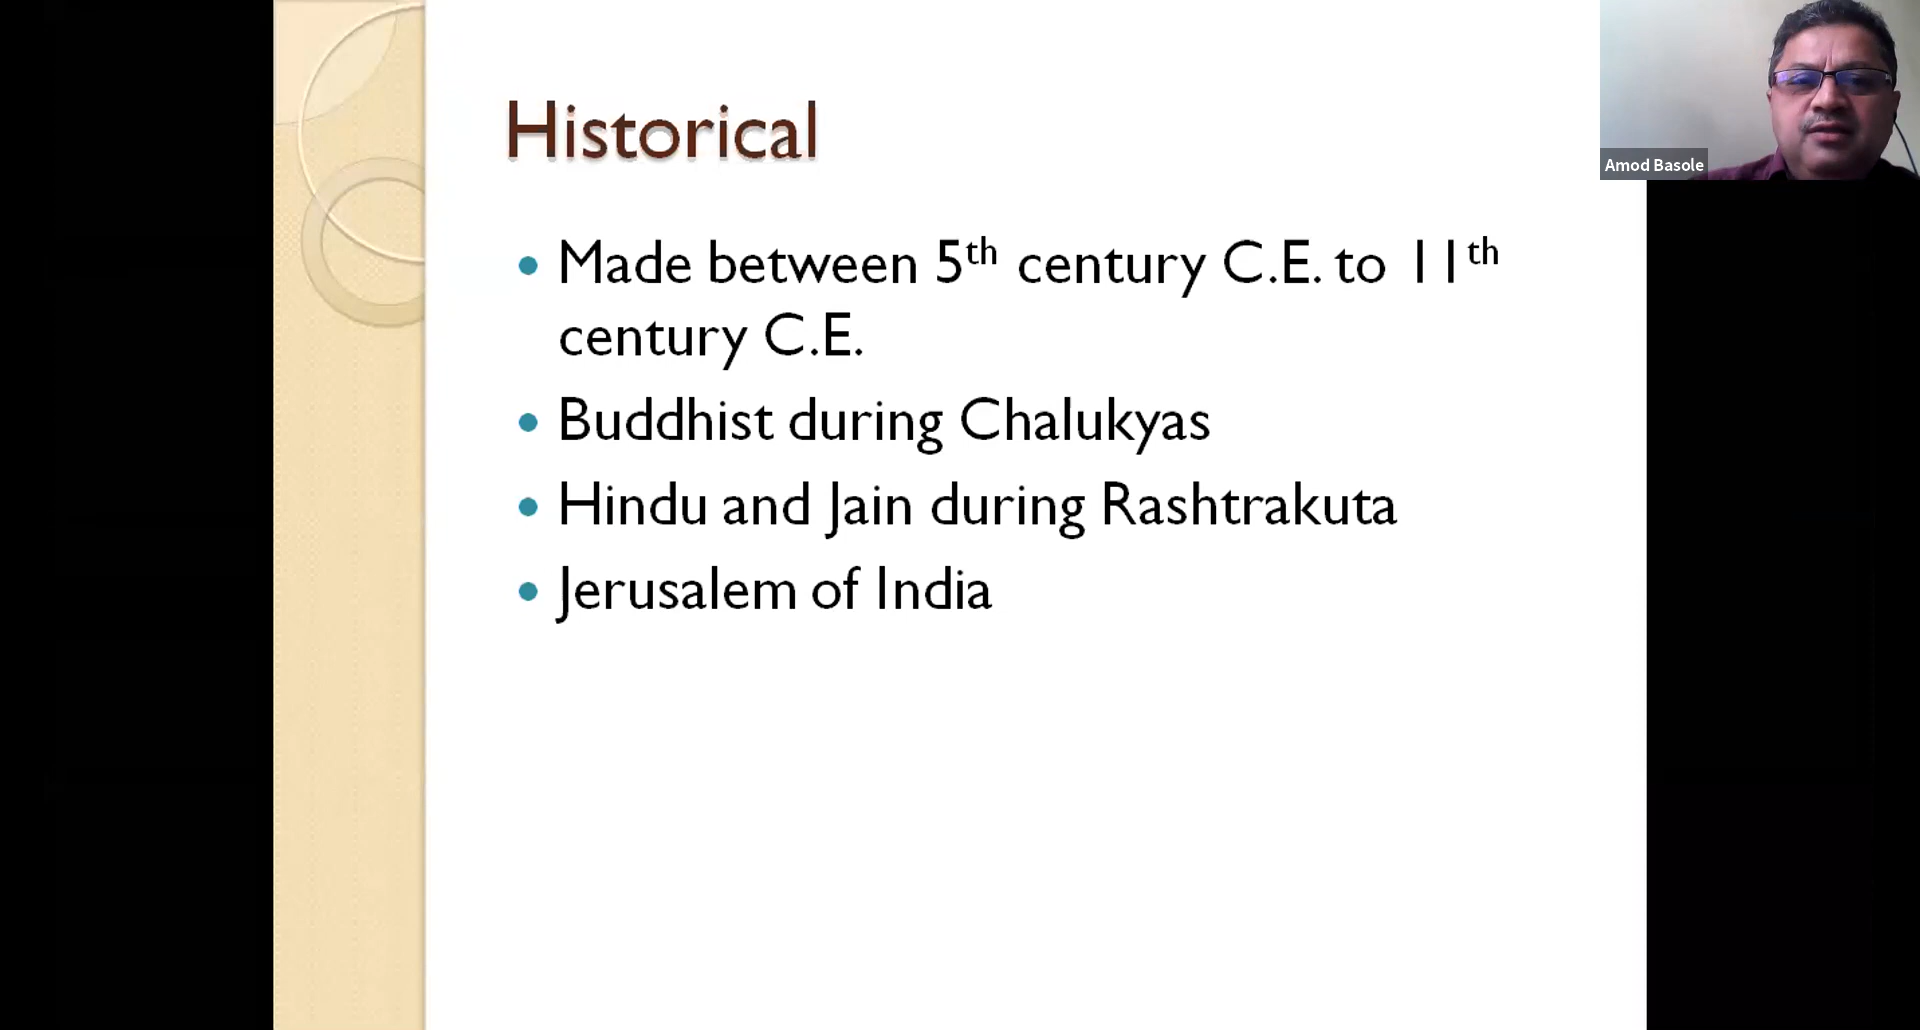 Historical
Made between 5th century C.E. to 11th
century C.E.
Buddhist during Chalukyas
Hindu and Jain during Rashtrakuta
Jerusalem of India
Amod Basole